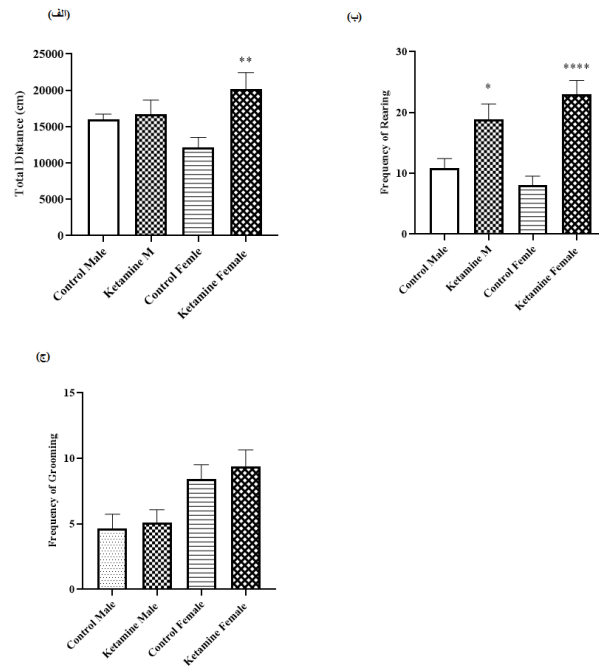 (الف)
Total Distance (cm)
25000
20000
15000
10000
5000
0
**
Control Male
Ketamine M
Control Femle
Ketamine Female
(ب)
Frequency of Rearing
30
20
10
0
*
****
Control Male
Ketamine M
Control Femle
Ketamine Female
(ج)
Frequency of Grooming
15
10
5
0
Control Male
Ketamine Male
Control Female
Ketamine Female